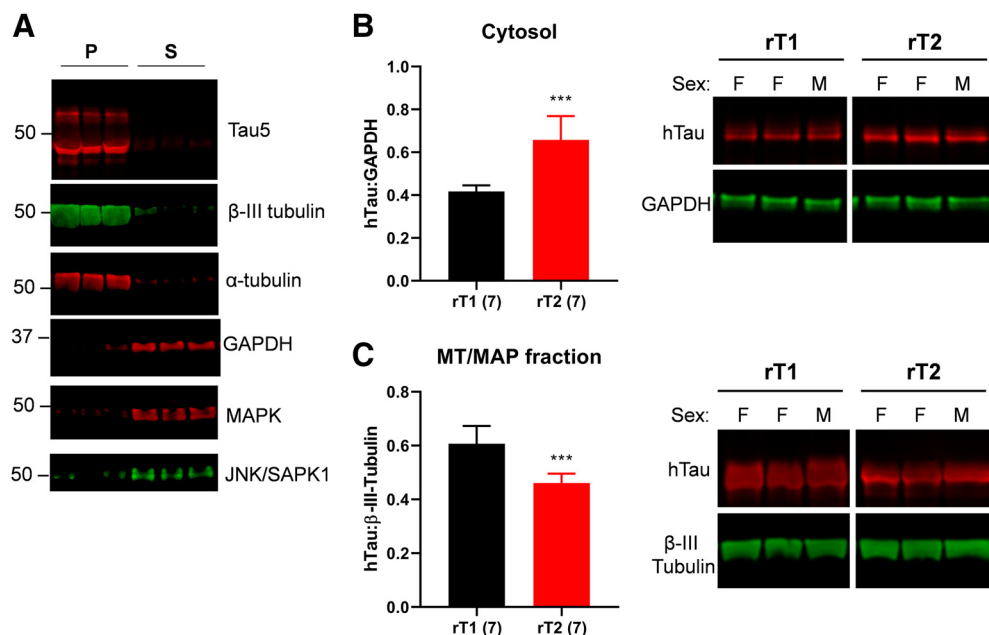 A
P S
50
Tau5
50
β-III tubulin
50
α-tubulin
37
GAPDH
50
MAPK
50
JNK/SAPK1
B
Cytosol
hTau:GAPDH
0.8
0.6
0.4
0.2
0.0
***
rT1 (7) rT2 (7)
rT1 rT2
Sex: F F M F F M
hTau
GAPDH
C
MT/MAP fraction
hTau:β-III-Tubulin
0.8
0.6
0.4
0.2
0.0
***
rT1 (7) rT2 (7)
rT1 rT2
Sex: F F M F F M
hTau
β-III
Tubulin